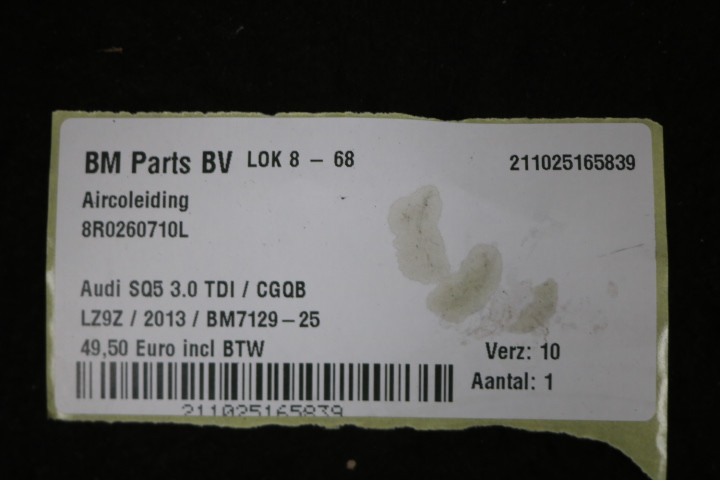 BM Parts BV LOK 8 - 68 211025165839
Aircoleiding
8R0260710L
Audi SQ5 3.0 TDI / CGQB
LZ9Z / 2013 / BM7129-25
49,50 Euro incl BTW
Verz: 10
Aantal: 1
211025165839